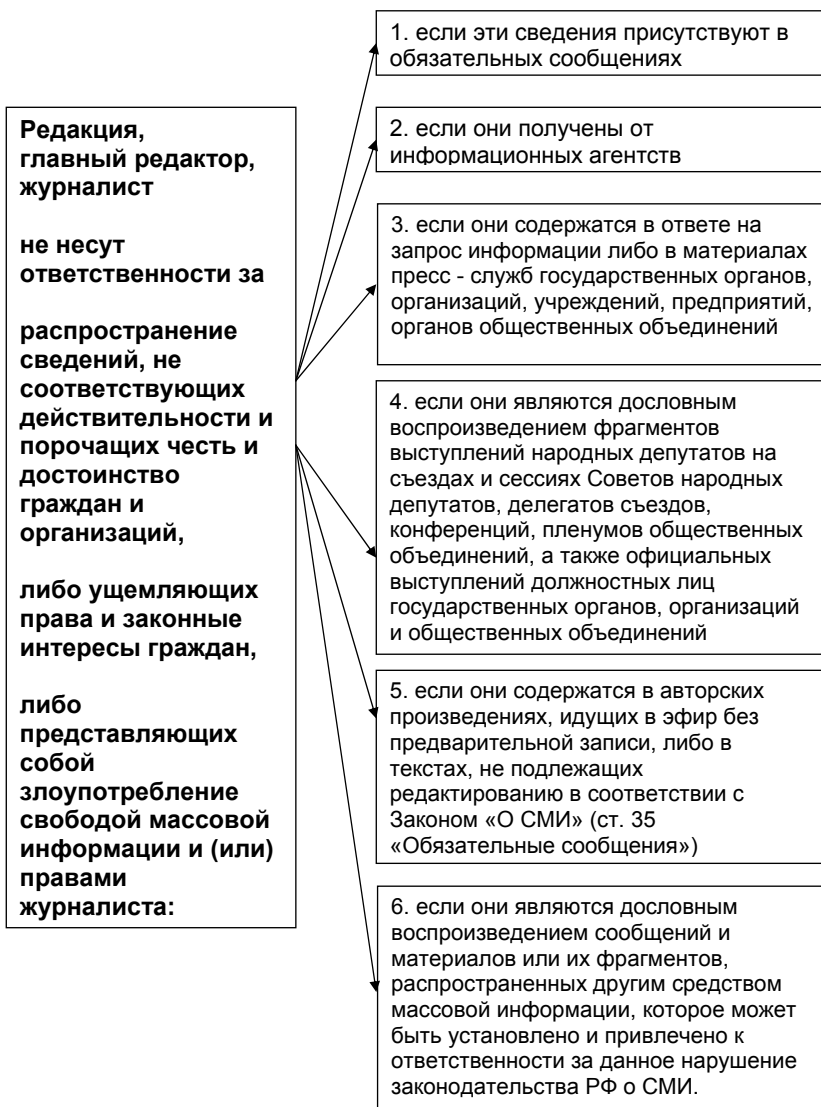 Редакция,
главный редактор,
журналист
не несут
ответственности за
распространение
сведений, не
соответствующих
действительности и
порочащих честь и
достоинство
граждан и
организаций,
либо ущемляющих
права и законные
интересы граждан,
либо
представляющих
собой
злоупотребление
свободой массовой
информации и (или)
правами
журналиста:
1. если эти сведения присутствуют в
обязательных сообщениях
2. если они получены от
информационных агентств
3. если они содержатся в ответе на
запрос информации либо в материалах
пресс - служб государственных органов,
организаций, учреждений, предприятий,
органов общественных объединений
4. если они являются дословным
воспроизведением фрагментов
выступлений народных депутатов на
съездах и сессиях Советов народных
депутатов, делегатов съездов,
конференций, пленумов общественных
объединений, а также официальных
выступлений должностных лиц
государственных органов, организаций
и общественных объединений
5. если они содержатся в авторских
произведениях, идущих в эфир без
предварительной записи, либо в
текстах, не подлежащих
редактированию в соответствии с
Законом «О СМИ» (ст. 35
«Обязательные сообщения»)
6. если они являются дословным
воспроизведением сообщений и
материалов или их фрагментов,
распространенных другим средством
массовой информации, которое может
быть установлено и привлечено к
ответственности за данное нарушение
законодательства РФ о СМИ.